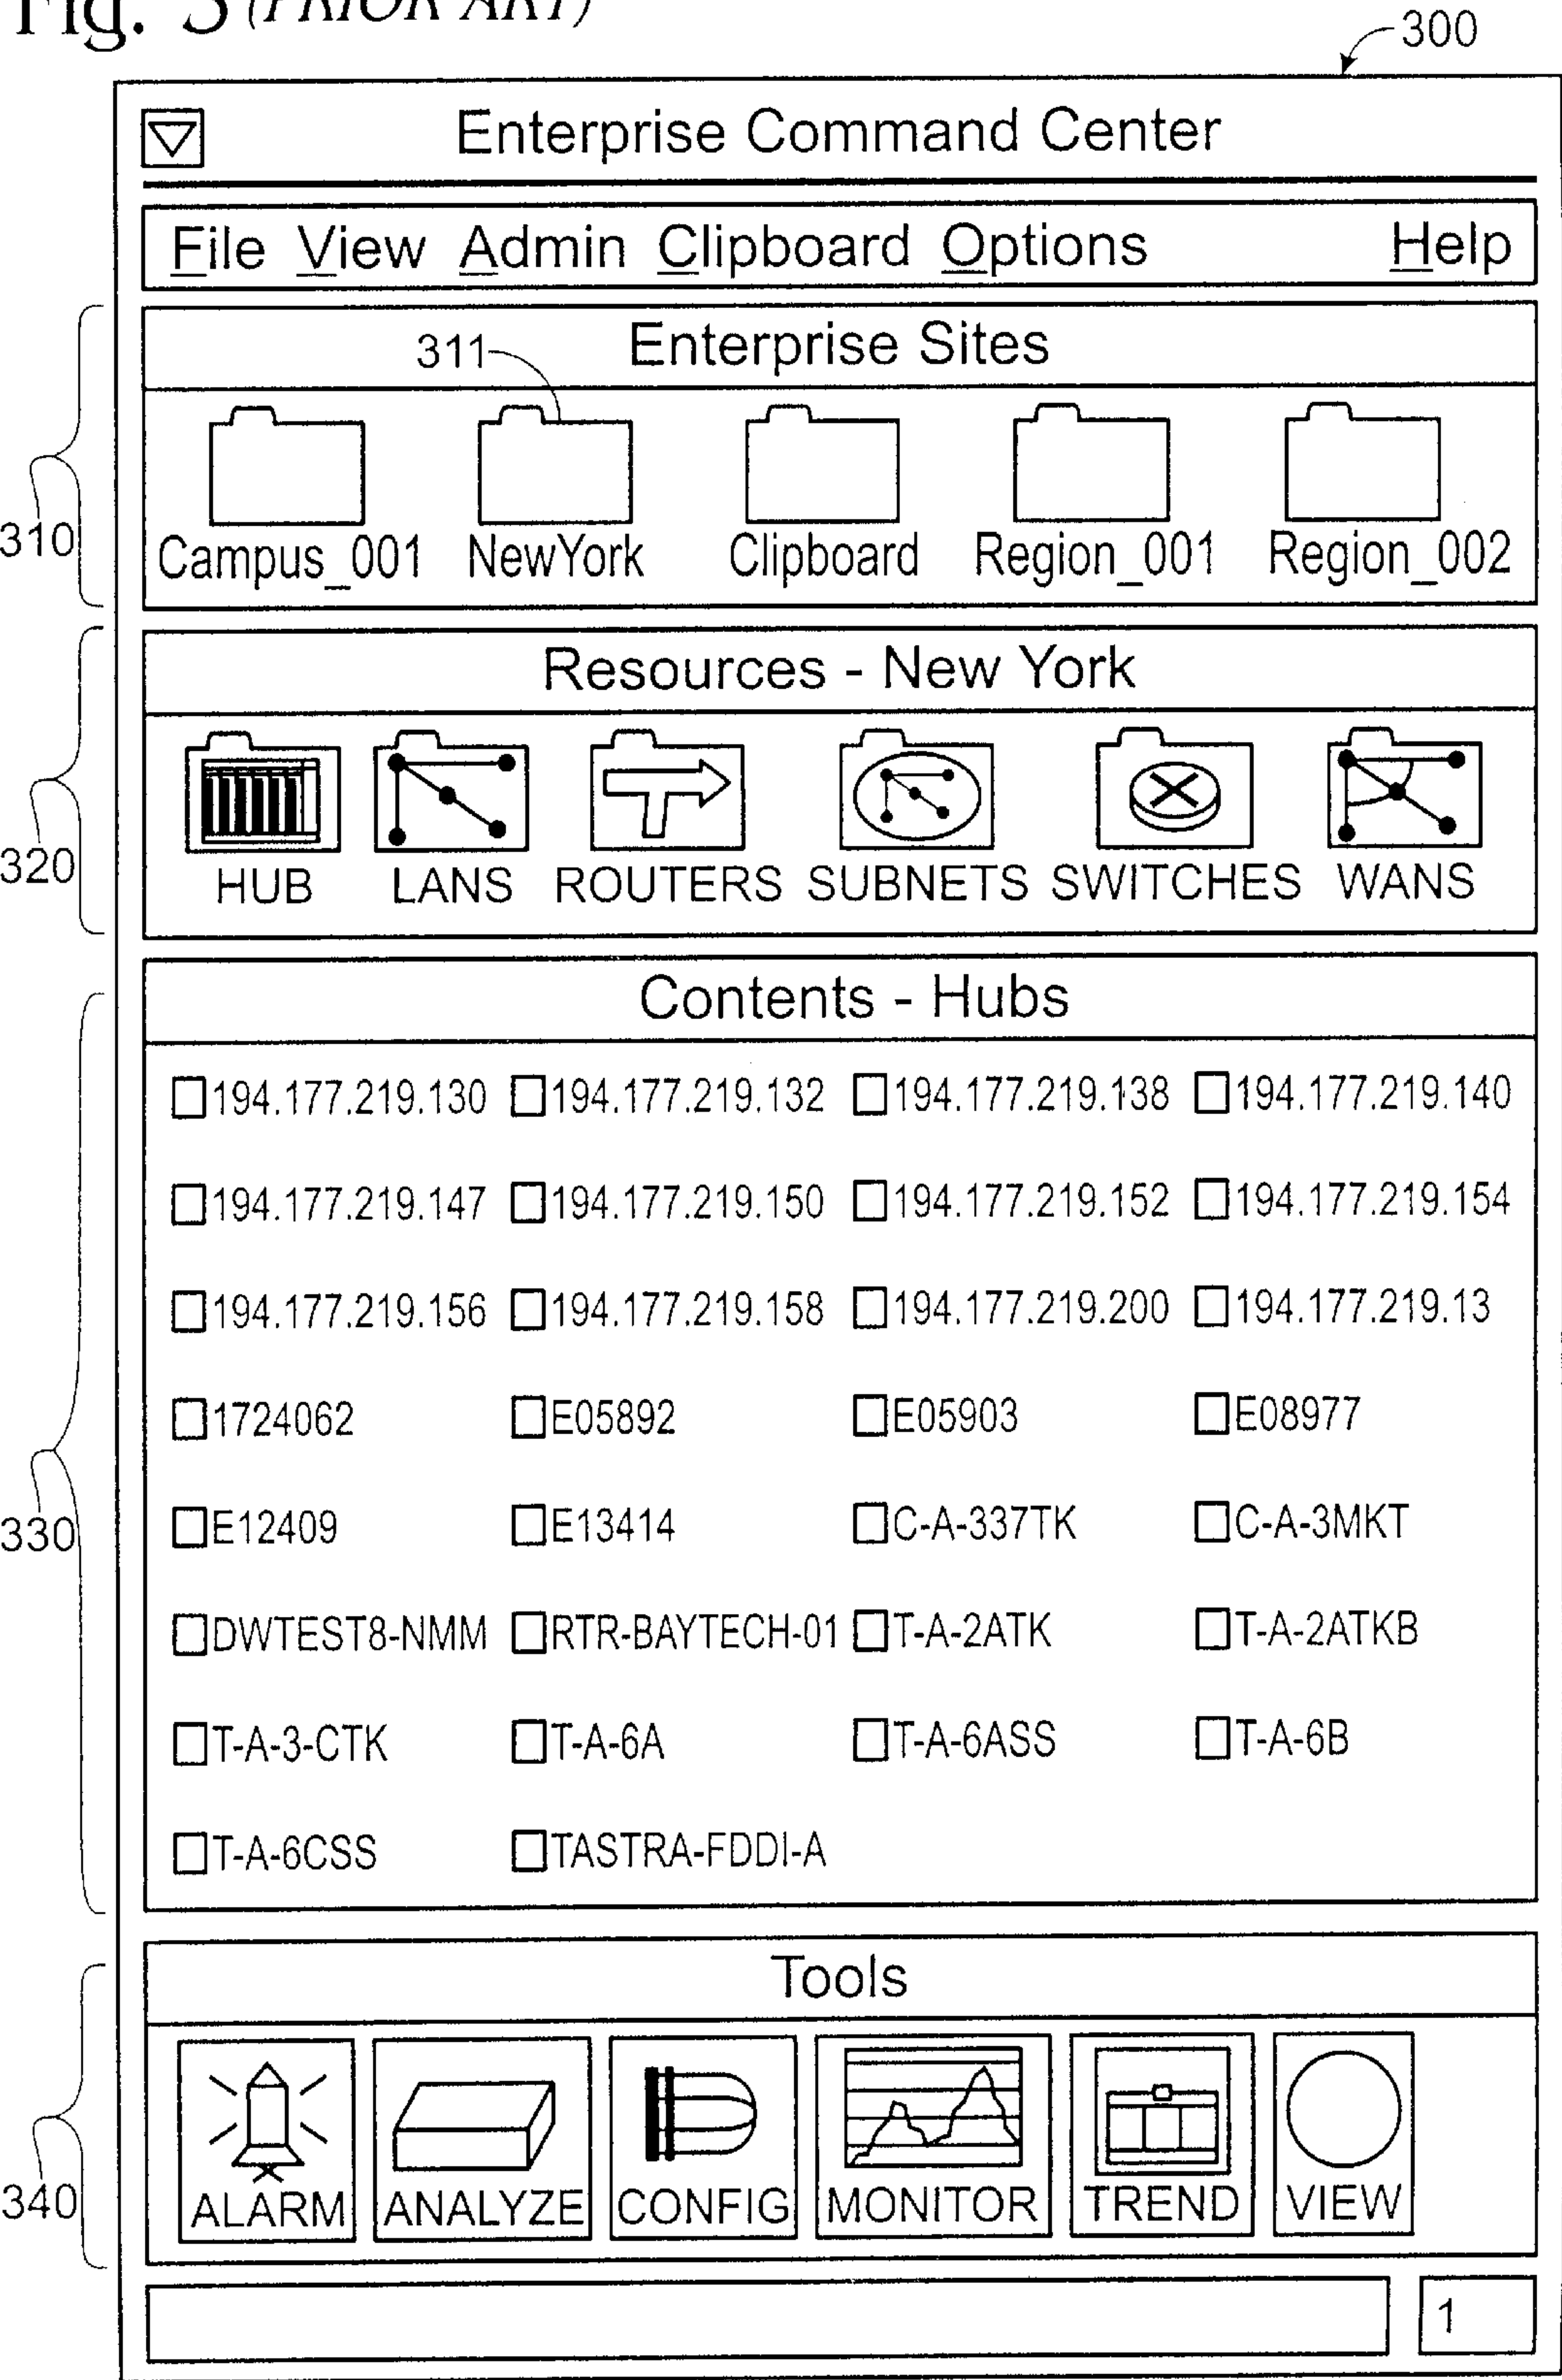 Fig. 3 (PRIOR ART)
300
Enterprise Command Center
File View Admin Clipboard Options Help
311
Enterprise Sites
310
Campus_001 NewYork Clipboard Region_001 Region_002
Resources - New York
320
HUB LANS ROUTERS SUBNETS SWITCHES WANS
Contents - Hubs
194.177.219.130 194.177.219.132 194.177.219.138 194.177.219.140
194.177.219.147 194.177.219.150 194.177.219.152 194.177.219.154
194.177.219.156 194.177.219.158 194.177.219.200 194.177.219.13
1724062 E05892 E05903 E08977
330
E12409 E13414 C-A-337TK C-A-3MKT
DWTEST8-NMM RTR-BAYTECH-01 T-A-2ATK T-A-2ATKB
T-A-3-CTK T-A-6A T-A-6ASS T-A-6B
T-A-6CSS TASTRA-FDDI-A
Tools
340
ALARM ANALYZE CONFIG MONITOR TREND VIEW
1